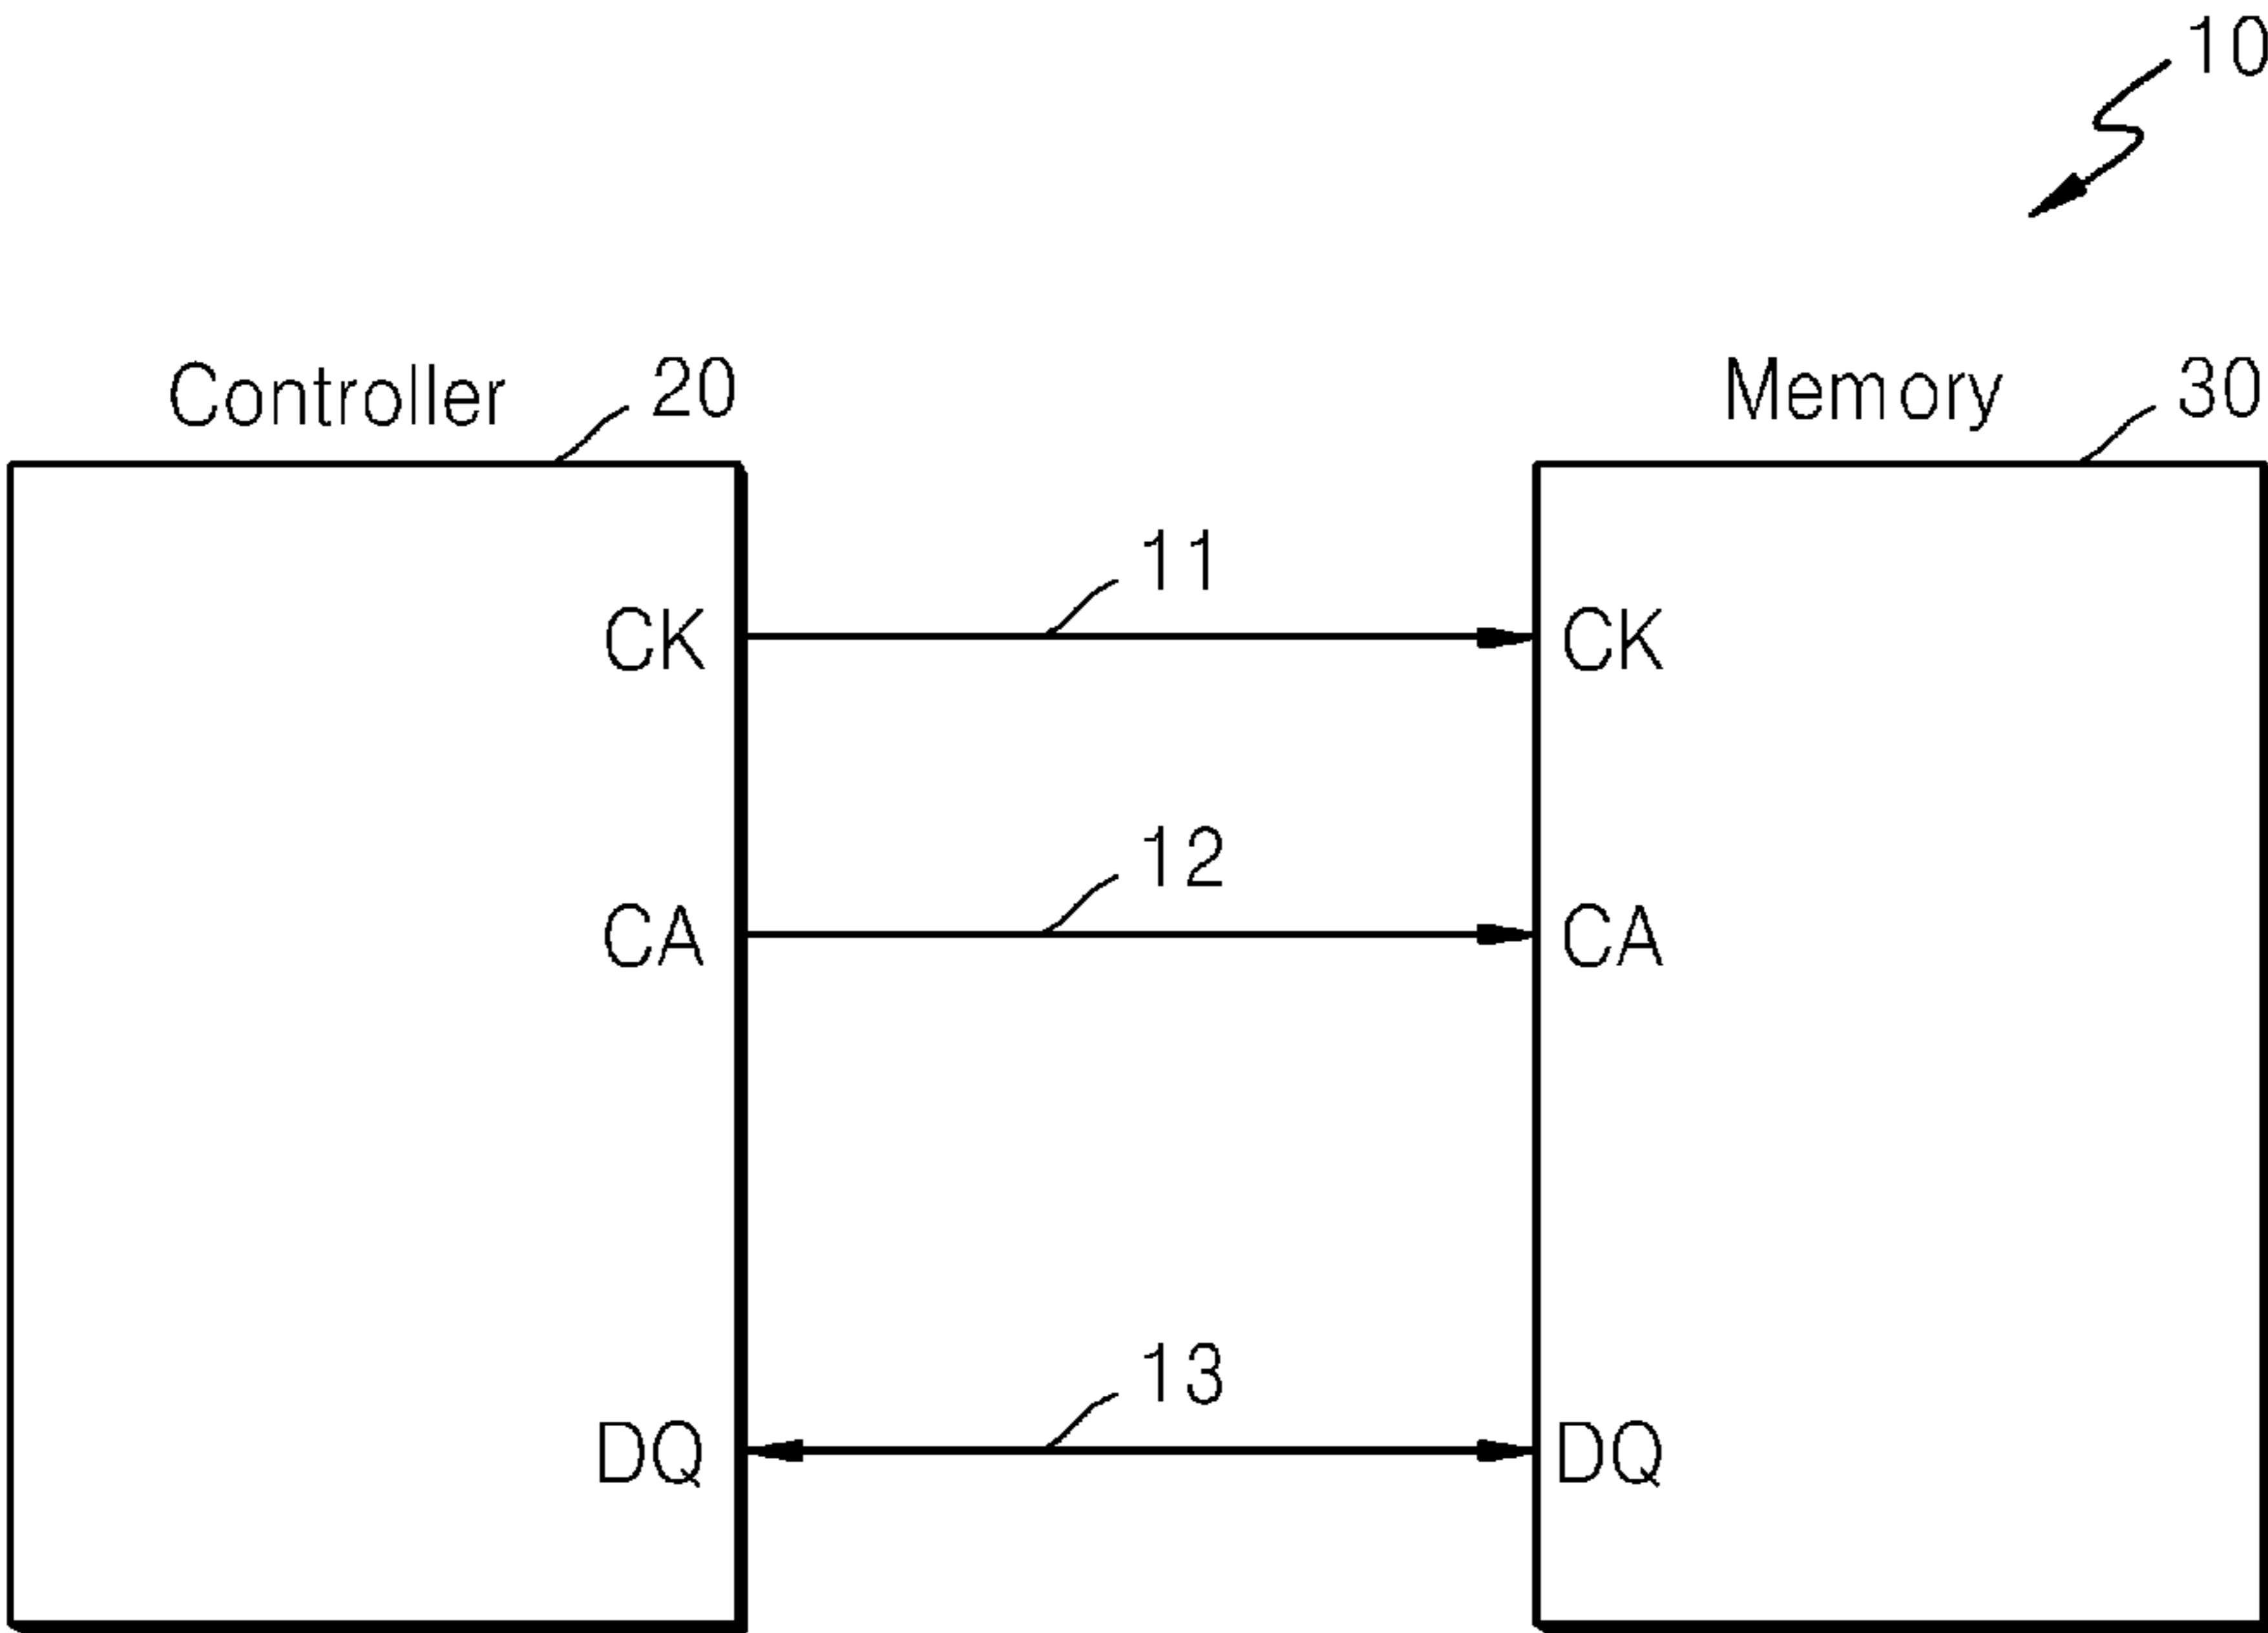 10
Controller 20
Memory 30
11
CK CK
12
CA CA
13
DQ DQ